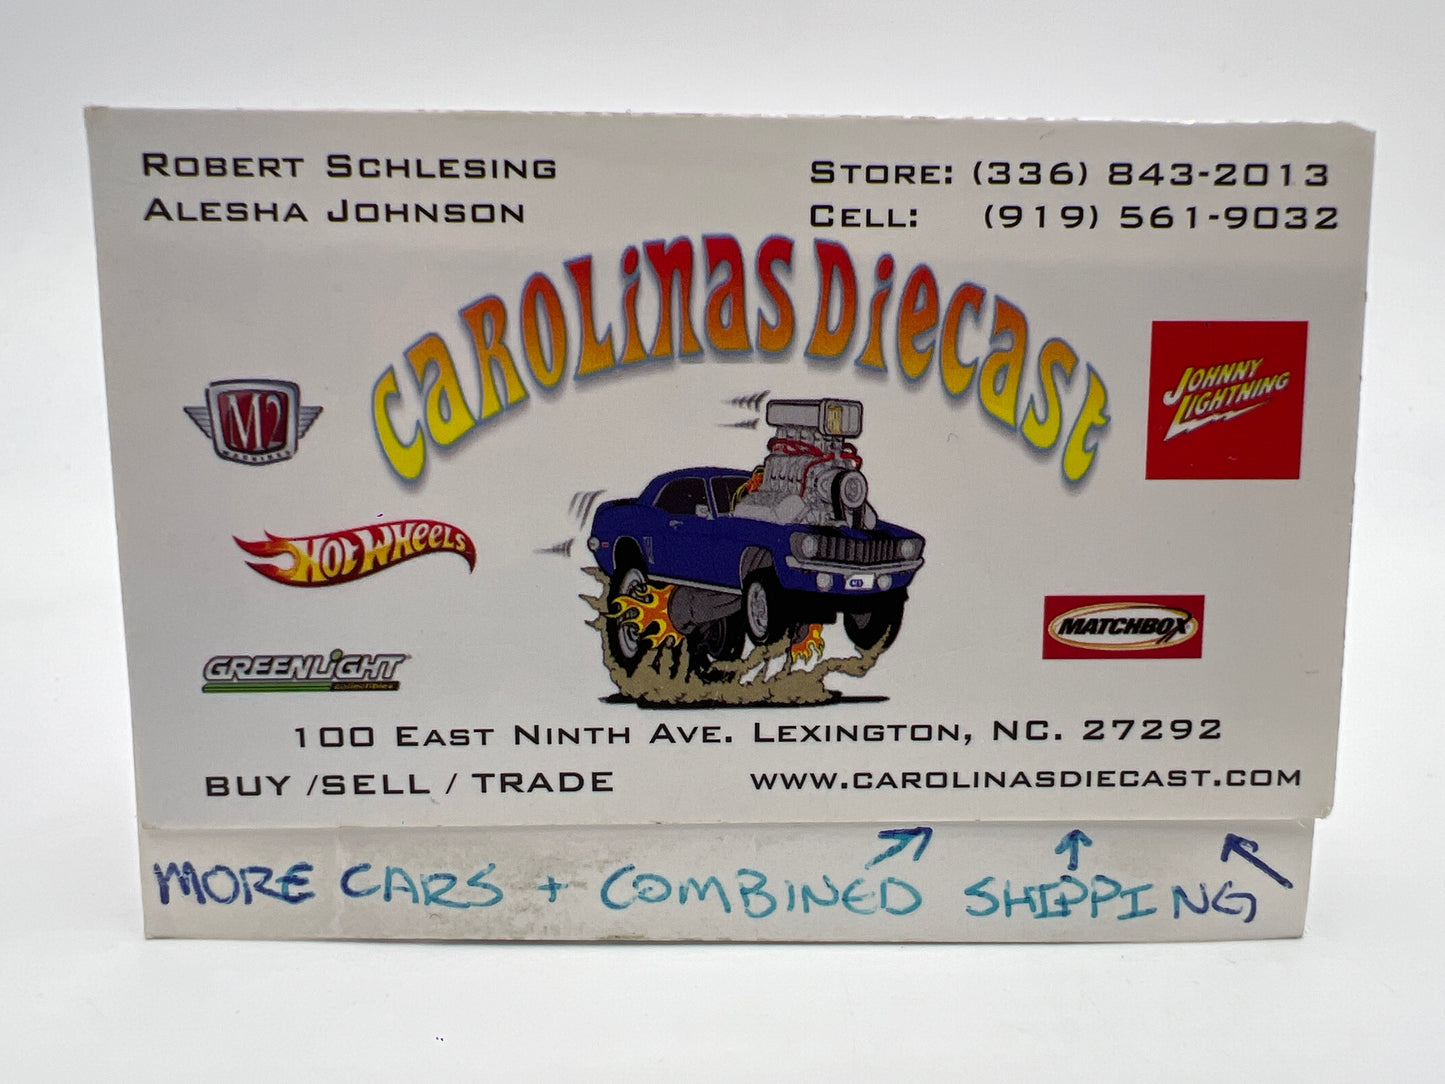 ROBERT SCHLESING
ALESHA JOHNSON
STORE: (336) 843-2013
CELL: (919) 561-9032
CAROLINAS DIECAST
M2
MACHINES
JOHNNY
LIGHTNING
HOT WHEELS
MATCHBOX
GREENLIGHT
COLLECTIBLES
100 EAST NINTH AVE. LEXINGTON, NC. 27292
BUY /SELL / TRADE
WWW.CAROLINASDIECAST.COM
MORE CARS + COMBINED SHIPPING